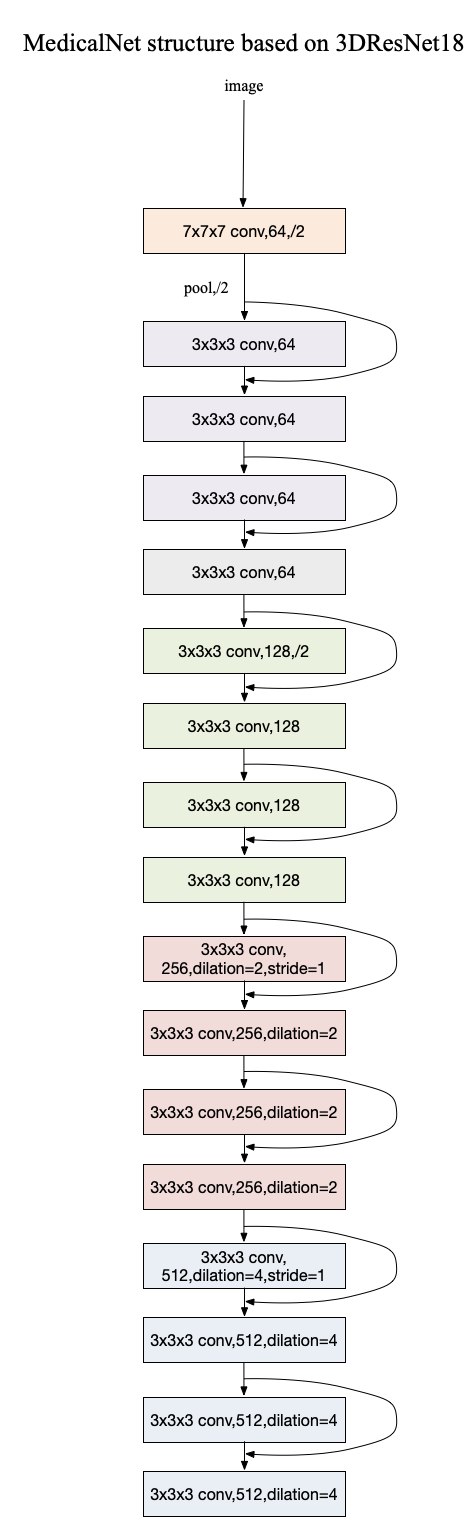 MedicalNet structure based on 3DResNet18
image
7x7x7 conv,64,/2
pool,/2
3x3x3 conv,64
3x3x3 conv,64
3x3x3 conv,64
3x3x3 conv,64
3x3x3 conv,128,/2
3x3x3 conv,128
3x3x3 conv,128
3x3x3 conv,128
3x3x3 conv,
256,dilation=2,stride=1
3x3x3 conv,256,dilation=2
3x3x3 conv,256,dilation=2
3x3x3 conv,256,dilation=2
3x3x3 conv,
512,dilation=4,stride=1
3x3x3 conv,512,dilation=4
3x3x3 conv,512,dilation=4
3x3x3 conv,512,dilation=4